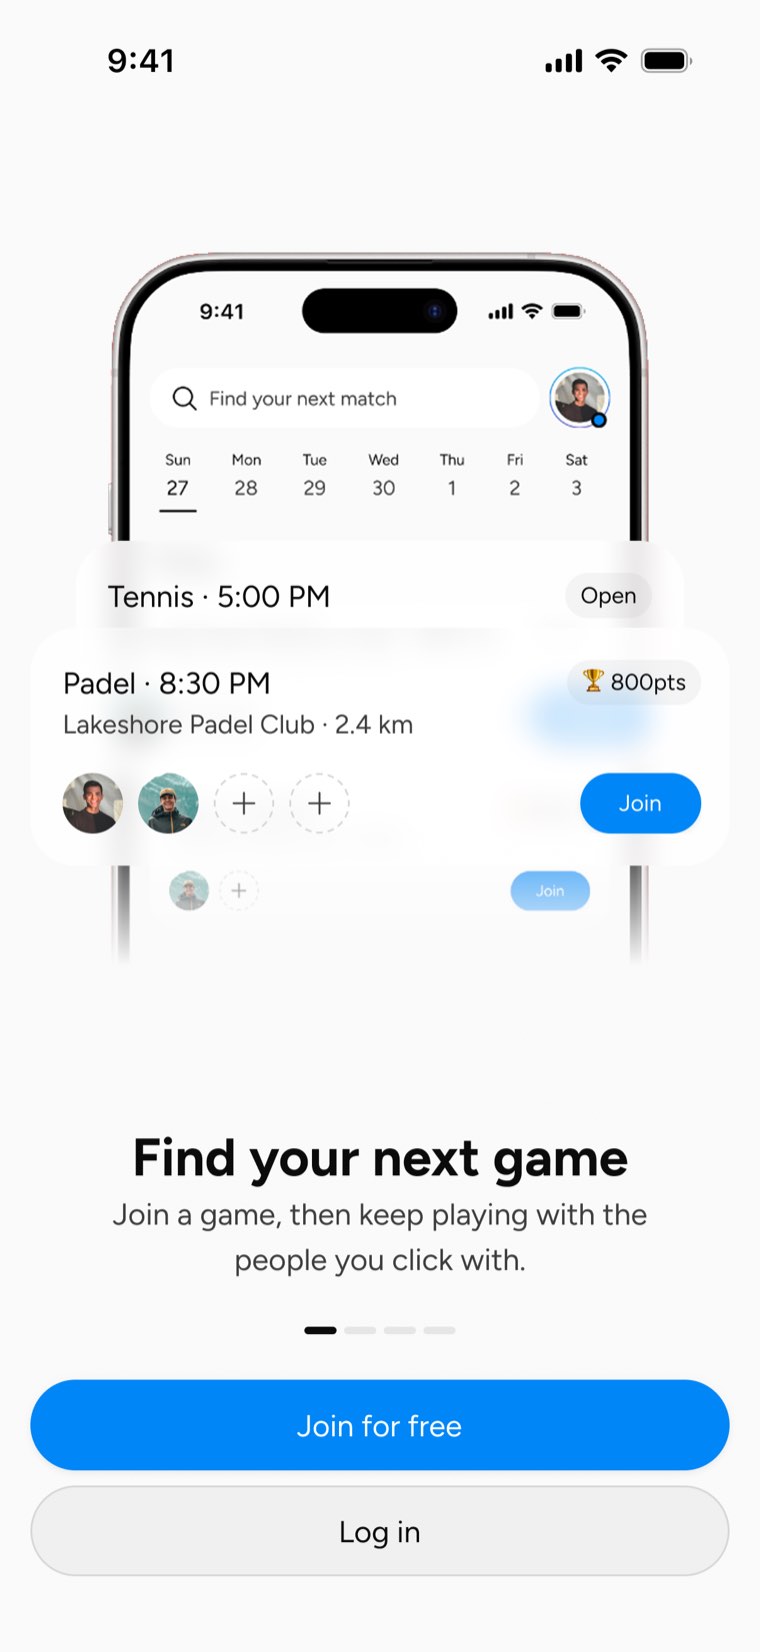 9:41
9:41
Find your next match
Sun Mon Tue Wed Thu Fri Sat
27 28 29 30 1 2 3
Tennis · 5:00 PM Open
Padel · 8:30 PM 🏆 800pts
Lakeshore Padel Club · 2.4 km
Join
Join
Find your next game
Join a game, then keep playing with the
people you click with.
Join for free
Log in